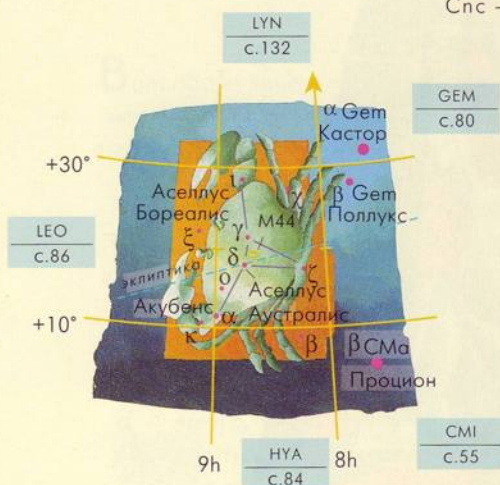 Cnc -
LYN
с.132
GEM
с.80
α Gem
Кастор
+30°
ι
χ
β Gem
Поллукс
Аселлус
Бореалис
M44
LEO
с.86
ξ
γ
эклиптика
δ
ο
ζ
Аселлус
Аустралис
Акубенс
α
+10°
κ
β
βCMa
Процион
9h
8h
HYA
с.84
CMI
с.55